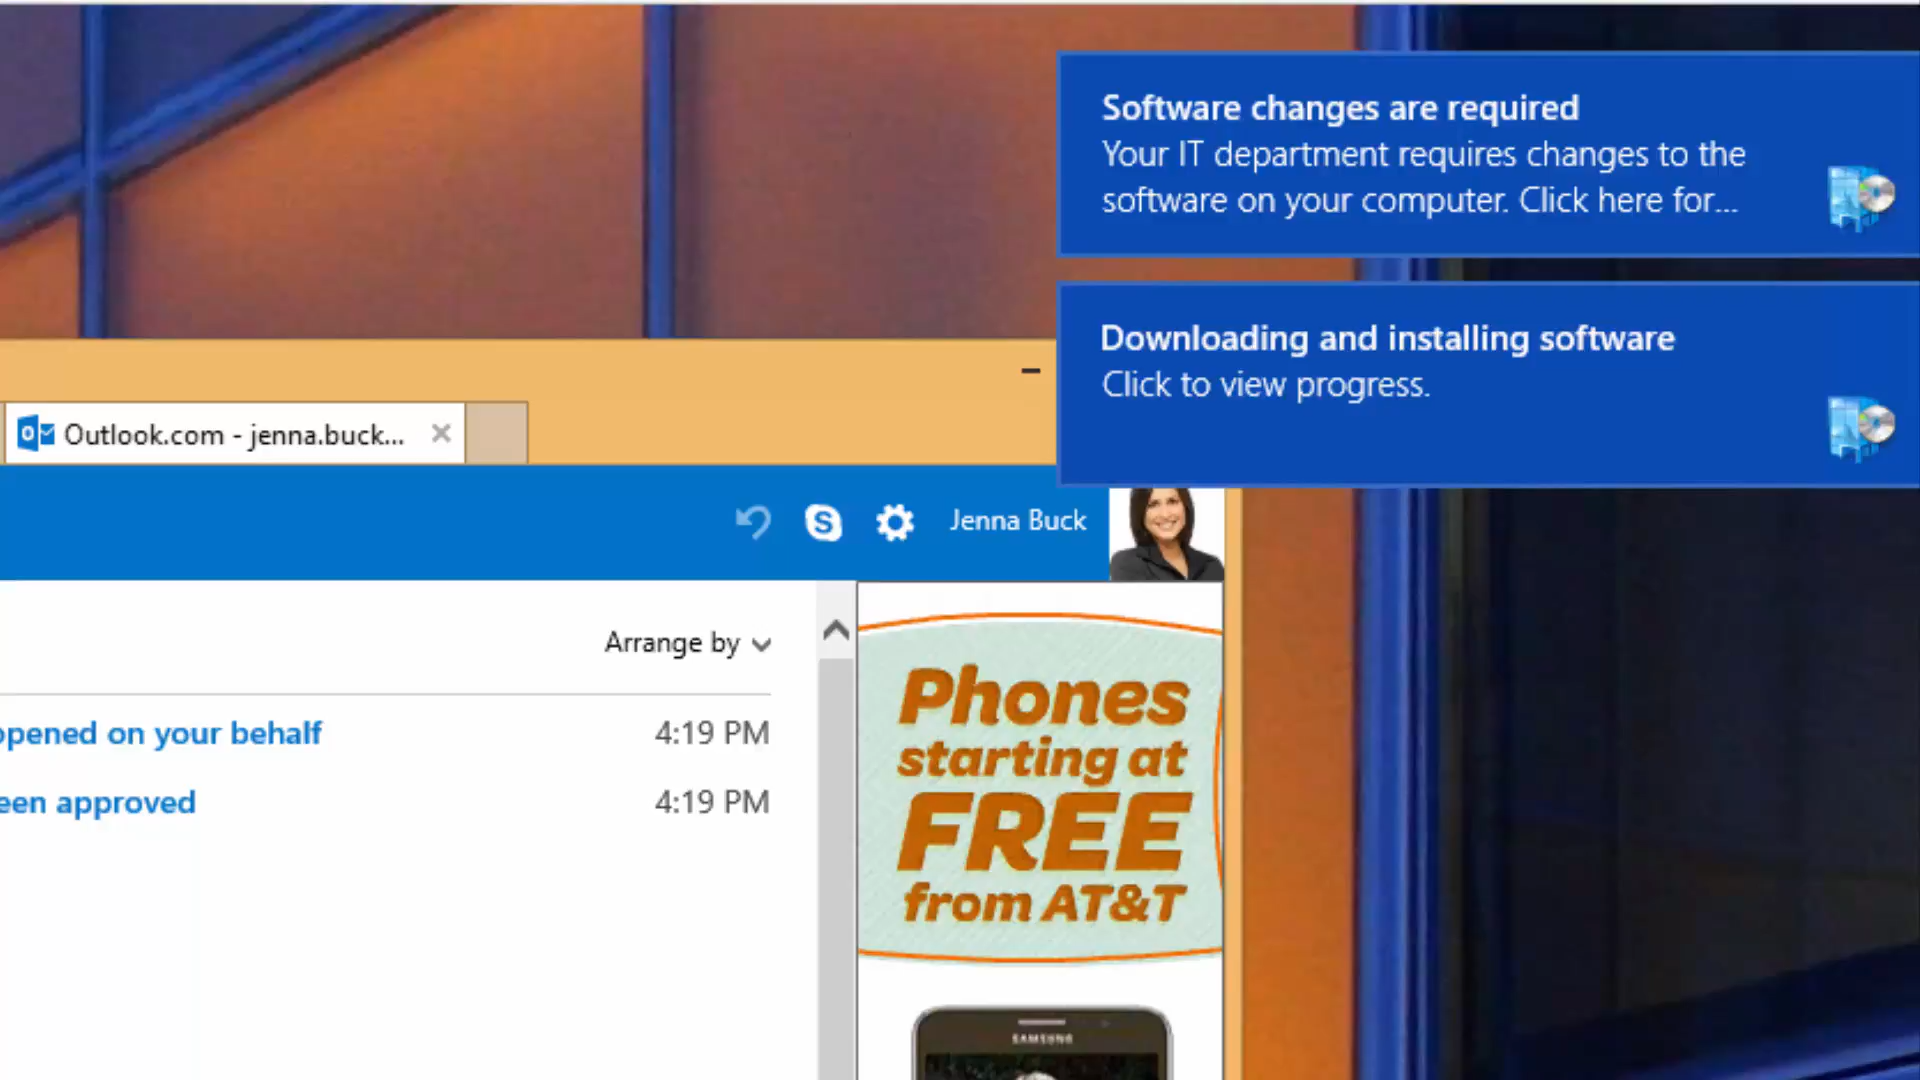 Software changes are required
Your IT department requires changes to the
software on your computer. Click here for...
Downloading and installing software
Click to view progress.
Outlook.com - jenna.buck...
Jenna Buck
Arrange by
opened on your behalf 4:19 PM
een approved 4:19 PM
Phones
starting at
FREE
from AT&T
SAMSUNG